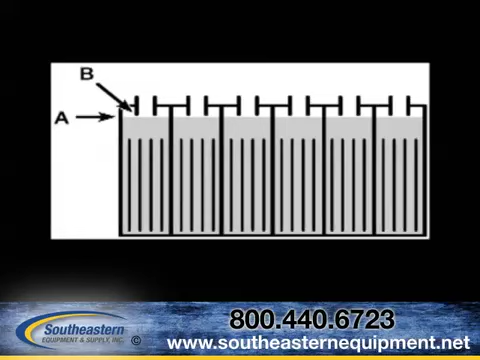 B
A
Southeastern
EQUIPMENT & SUPPLY, INC.
©
800.440.6723
www.southeasternequipment.net